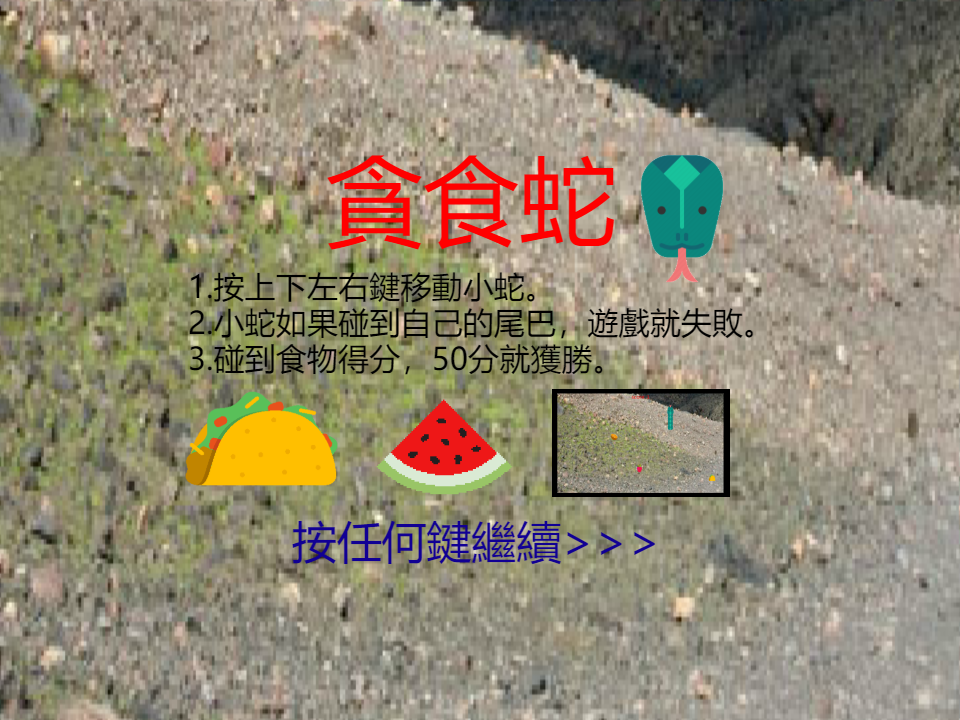 貪食蛇
1.按上下左右鍵移動小蛇。
2.小蛇如果碰到自己的尾巴，遊戲就失敗。
3.碰到食物得分，50分就獲勝。
按任何鍵繼續>>>